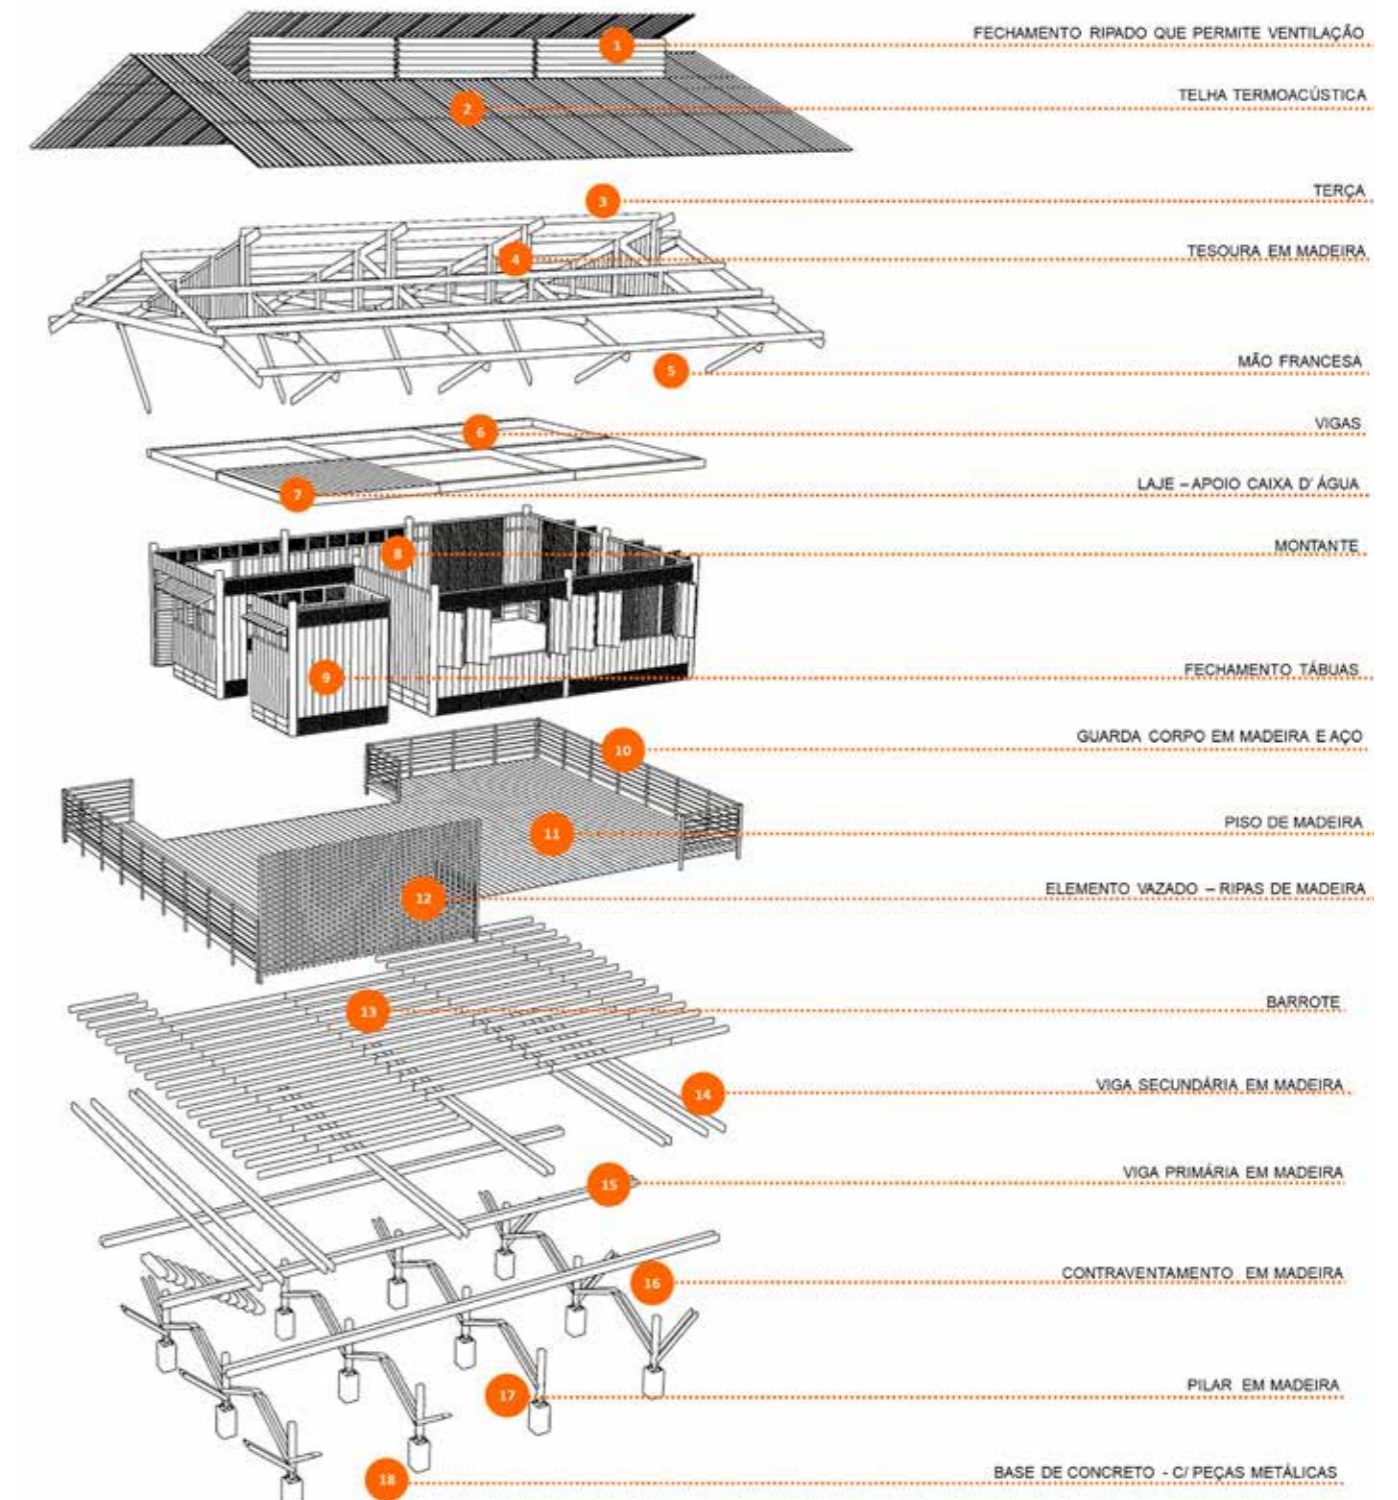 1 FECHAMENTO RIPADO QUE PERMITE VENTILAÇÃO
2 TELHA TERMOACÚSTICA
3 TERÇA
4 TESOURA EM MADEIRA
5 MÃO FRANCESA
6 VIGAS
7 LAJE – APOIO CAIXA D' ÁGUA
8 MONTANTE
9 FECHAMENTO TÁBUAS
10 GUARDA CORPO EM MADEIRA E AÇO
11 PISO DE MADEIRA
12 ELEMENTO VAZADO – RIPAS DE MADEIRA
13 BARROTE
14 VIGA SECUNDÁRIA EM MADEIRA
15 VIGA PRIMÁRIA EM MADEIRA
16 CONTRAVENTAMENTO EM MADEIRA
17 PILAR EM MADEIRA
18 BASE DE CONCRETO - C/ PEÇAS METÁLICAS